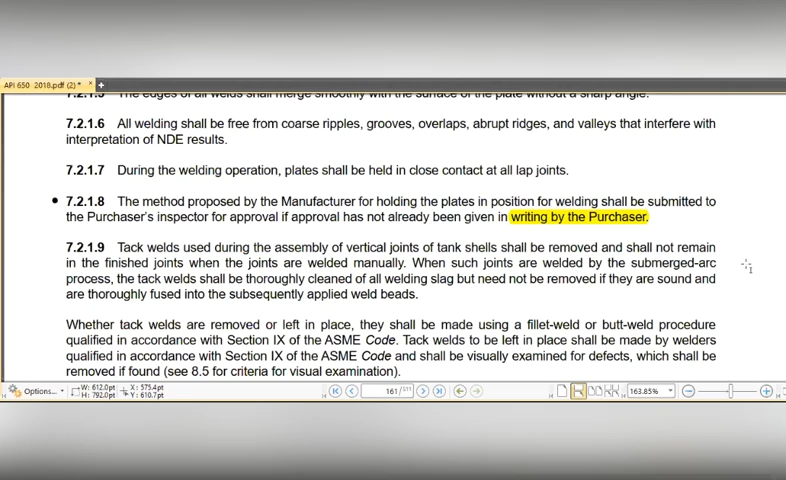 API 650 2018.pdf (2) * × +
7.2.1.5 The edges of all welds shall merge smoothly with the surface of the plate without a sharp angle.
7.2.1.6 All welding shall be free from coarse ripples, grooves, overlaps, abrupt ridges, and valleys that interfere with
interpretation of NDE results.
7.2.1.7 During the welding operation, plates shall be held in close contact at all lap joints.
• 7.2.1.8 The method proposed by the Manufacturer for holding the plates in position for welding shall be submitted to
the Purchaser's inspector for approval if approval has not already been given in writing by the Purchaser.
7.2.1.9 Tack welds used during the assembly of vertical joints of tank shells shall be removed and shall not remain
in the finished joints when the joints are welded manually. When such joints are welded by the submerged-arc
process, the tack welds shall be thoroughly cleaned of all welding slag but need not be removed if they are sound and
are thoroughly fused into the subsequently applied weld beads.
Whether tack welds are removed or left in place, they shall be made using a fillet-weld or butt-weld procedure
qualified in accordance with Section IX of the ASME Code. Tack welds to be left in place shall be made by welders
qualified in accordance with Section IX of the ASME Code and shall be visually examined for defects, which shall be
removed if found (see 8.5 for criteria for visual examination).
Options... W: 612.0pt X: 575.4pt 161/511 163.85%
H: 792.0pt Y: 610.7pt